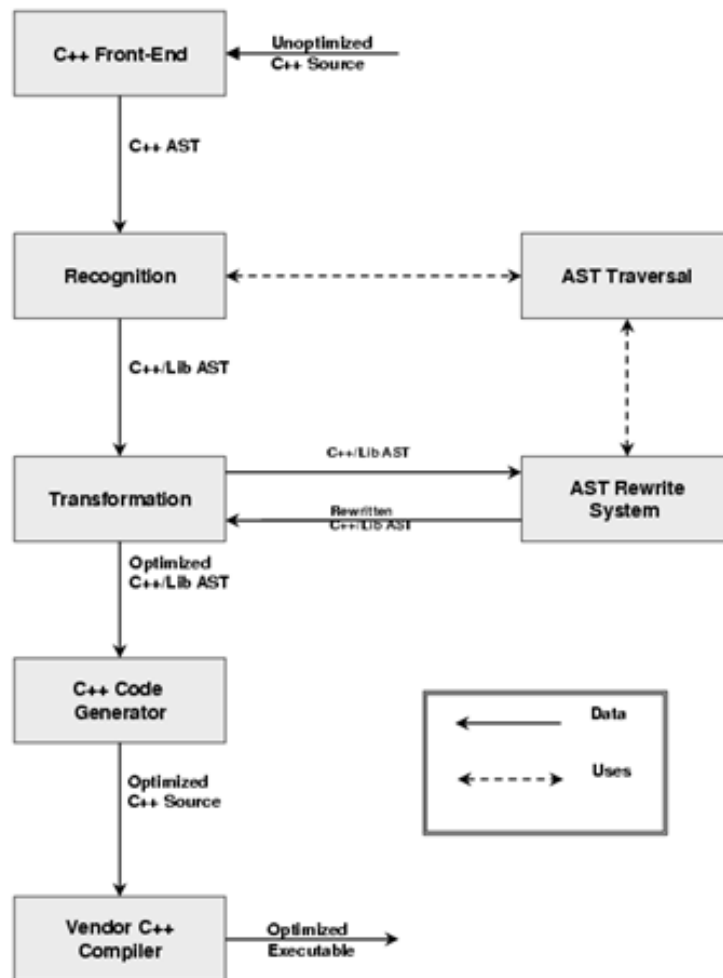 C++ Front-End
Unoptimized
C++ Source
C++ AST
Recognition
AST Traversal
C++/Lib AST
C++/Lib AST
Transformation
AST Rewrite
System
Rewritten
C++/Lib AST
Optimized
C++/Lib AST
C++ Code
Generator
Data
Uses
Optimized
C++ Source
Vendor C++
Compiler
Optimized
Executable